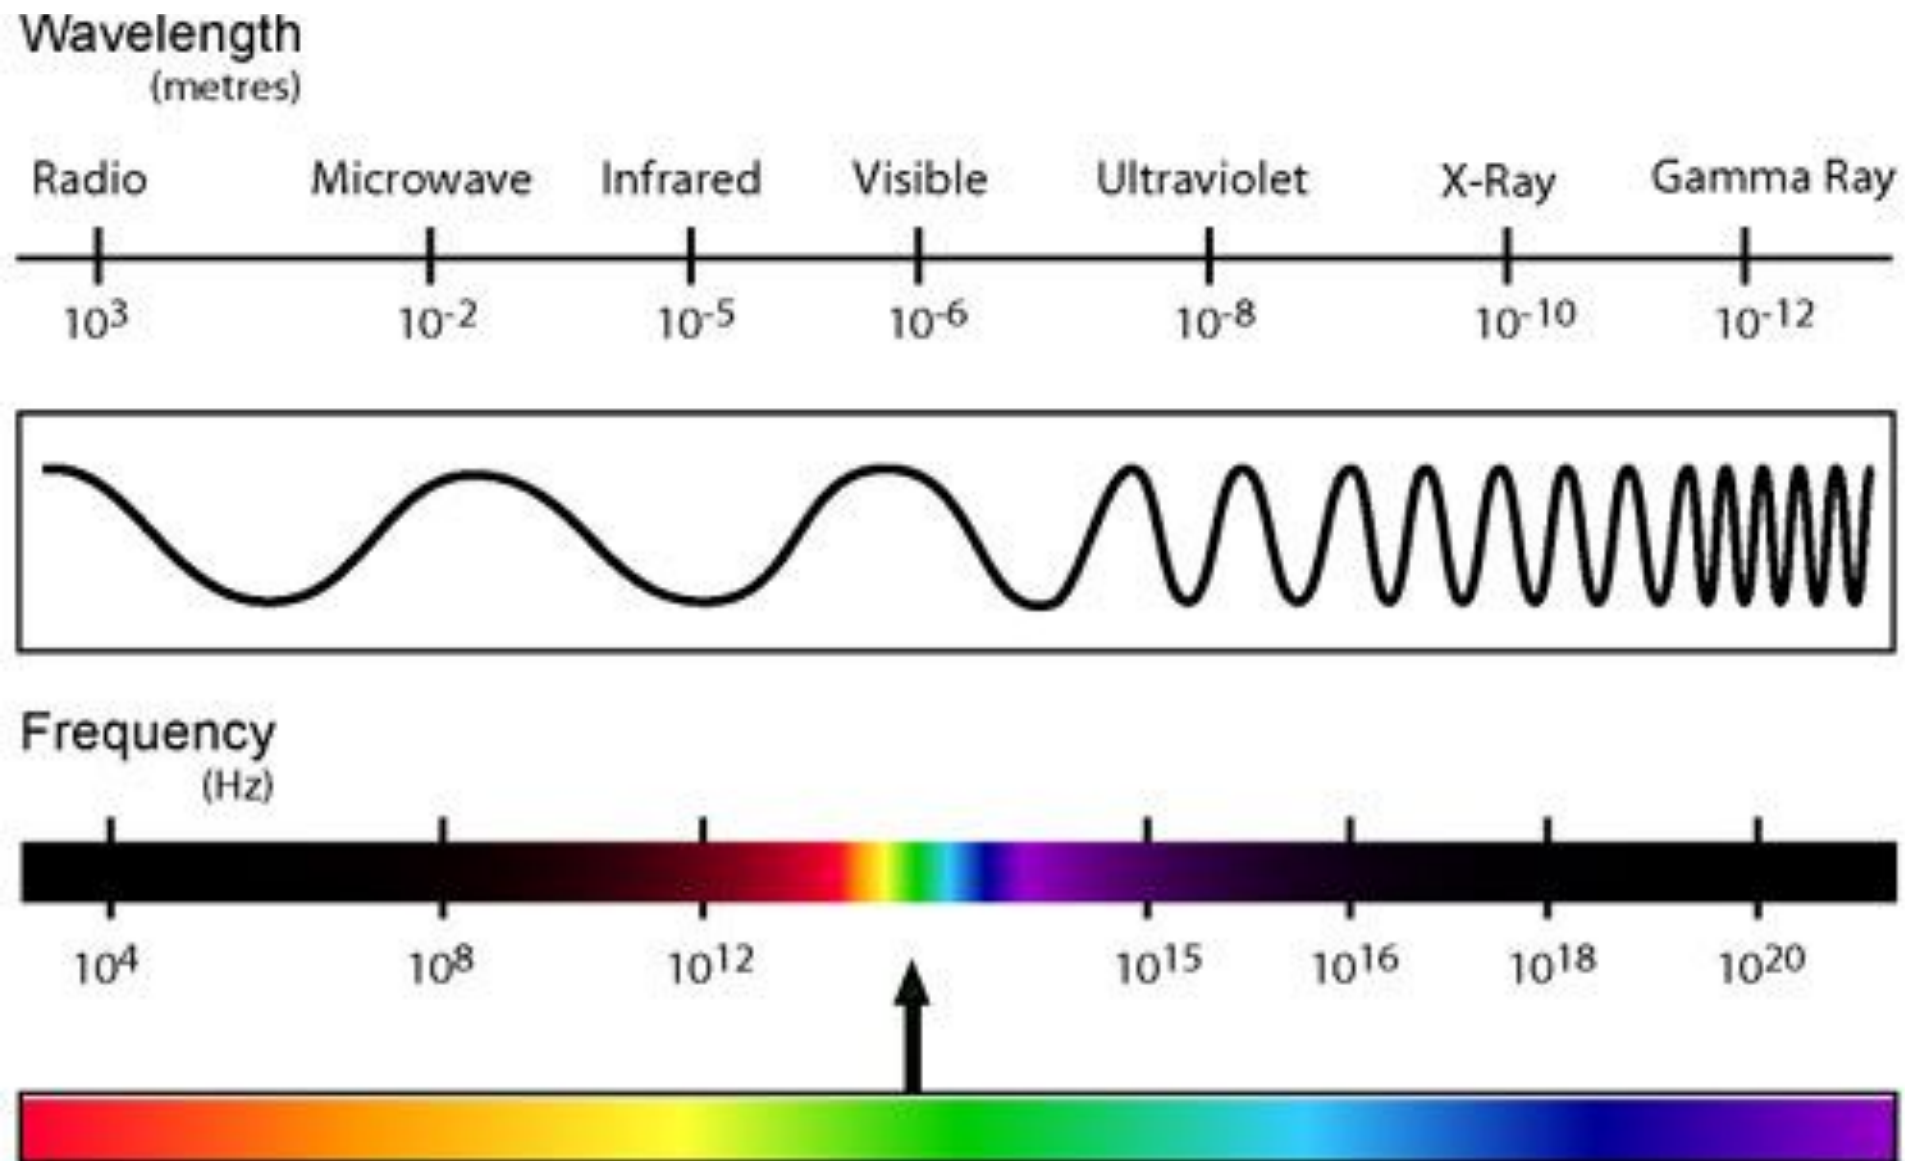 Wavelength
(metres)
Radio Microwave Infrared Visible Ultraviolet X-Ray Gamma Ray
10³ 10⁻² 10⁻⁵ 10⁻⁶ 10⁻⁸ 10⁻¹⁰ 10⁻¹²
Frequency
(Hz)
10⁴ 10⁸ 10¹² 10¹⁵ 10¹⁶ 10¹⁸ 10²⁰